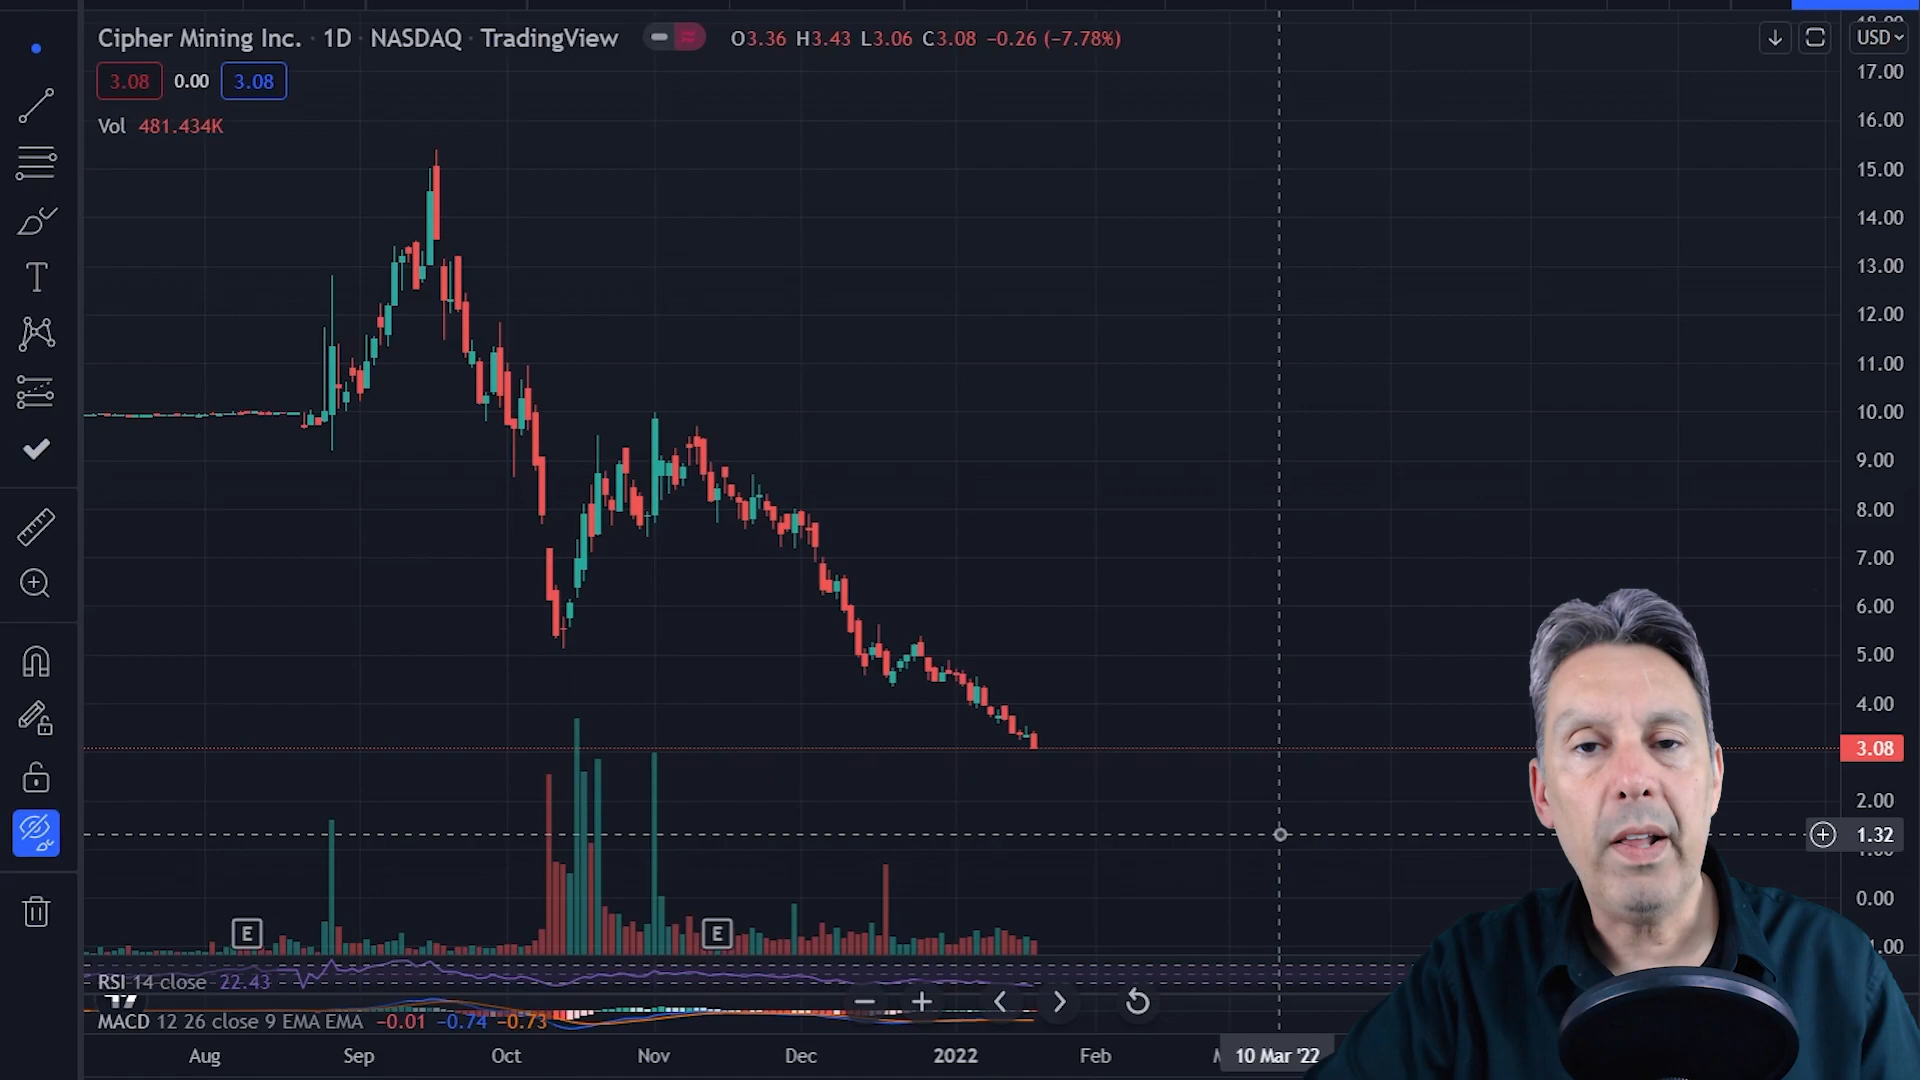 Cipher Mining Inc. · 1D · NASDAQ · TradingView
O3.36 H3.43 L3.06 C3.08 −0.26 (−7.78%)
USD
3.08 0.00 3.08
Vol 481.434K
17.00
16.00
15.00
14.00
13.00
12.00
11.00
10.00
9.00
8.00
7.00
6.00
5.00
4.00
3.08
2.00
1.32
0.00
E
E
RSI 14 close 22.43
MACD 12 26 close 9 EMA EMA −0.01 −0.74 −0.73
Aug Sep Oct Nov Dec 2022 Feb 10 Mar '22